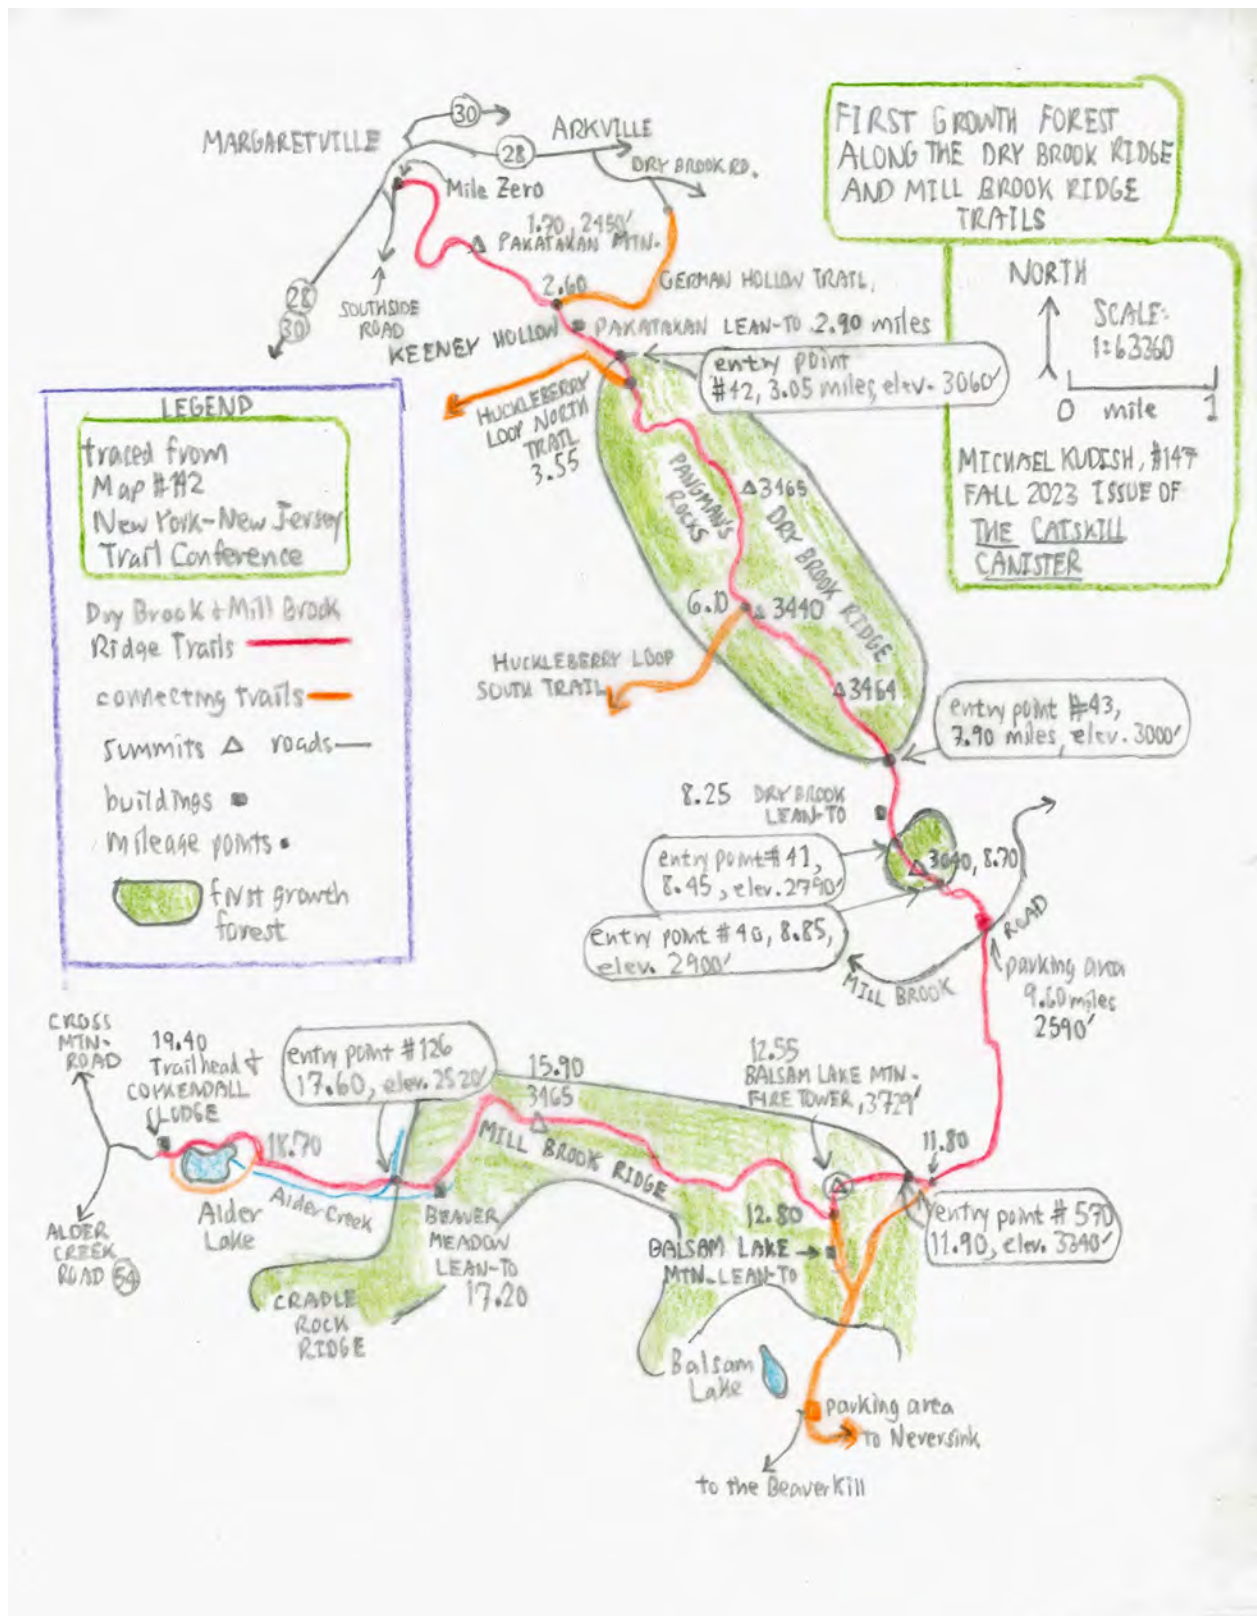 FIRST GROWTH FOREST
ALONG THE DRY BROOK RIDGE
AND MILL BROOK RIDGE
TRAILS
NORTH
SCALE:
1:63360
0 mile 1
MICHAEL KUDISH, #147
FALL 2023 ISSUE OF
THE CATSKILL
CANISTER
30
MARGARETVILLE
ARKVILLE
28
DRY BROOK RD.
Mile Zero
1.70, 2450'
PAKATAKAN MTN.
28
30
SOUTHSIDE
ROAD
2.60
GERMAN HOLLOW TRAIL.
KEENEY HOLLOW
PAKATAKAN LEAN-TO 2.90 miles
entry point
#42, 3.05 miles, elev. 3060'
HUCKLEBERRY
LOOP NORTH
TRAIL
3.55
PANGMAN'S
ROCKS
3465
DRY BROOK RIDGE
6.10
3440
HUCKLEBERRY LOOP
SOUTH TRAIL
3464
entry point #43,
7.90 miles, elev. 3000'
8.25 DRY BROOK
LEAN-TO
entry point #41,
8.45, elev. 2790'
3040, 8.70
entry point #40, 8.85,
elev. 2900'
MILL BROOK
ROAD
parking area
9.60 miles
2590'
LEGEND
traced from
Map #142
New York-New Jersey
Trail Conference
Dry Brook & Mill Brook
Ridge Trails
connecting trails
summits roads
buildings
mileage points
first growth
forest
CROSS
MTN.
ROAD
19.40
Trailhead &
COYKENDALL
LODGE
entry point #126
17.60, elev. 2520'
15.90
3465
MILL BROOK RIDGE
12.55
BALSAM LAKE MTN.
FIRE TOWER, 3729'
11.80
18.70
Alder Creek
Alder
Lake
ALDER
CREEK
ROAD 54
BEAVER
MEADOW
LEAN-TO
17.20
CRADLE
ROCK
RIDGE
12.80
BALSAM LAKE
MTN. LEAN-TO
entry point # 590
11.90, elev. 3340'
Balsam
Lake
parking area
to Neversink
to the Beaverkill